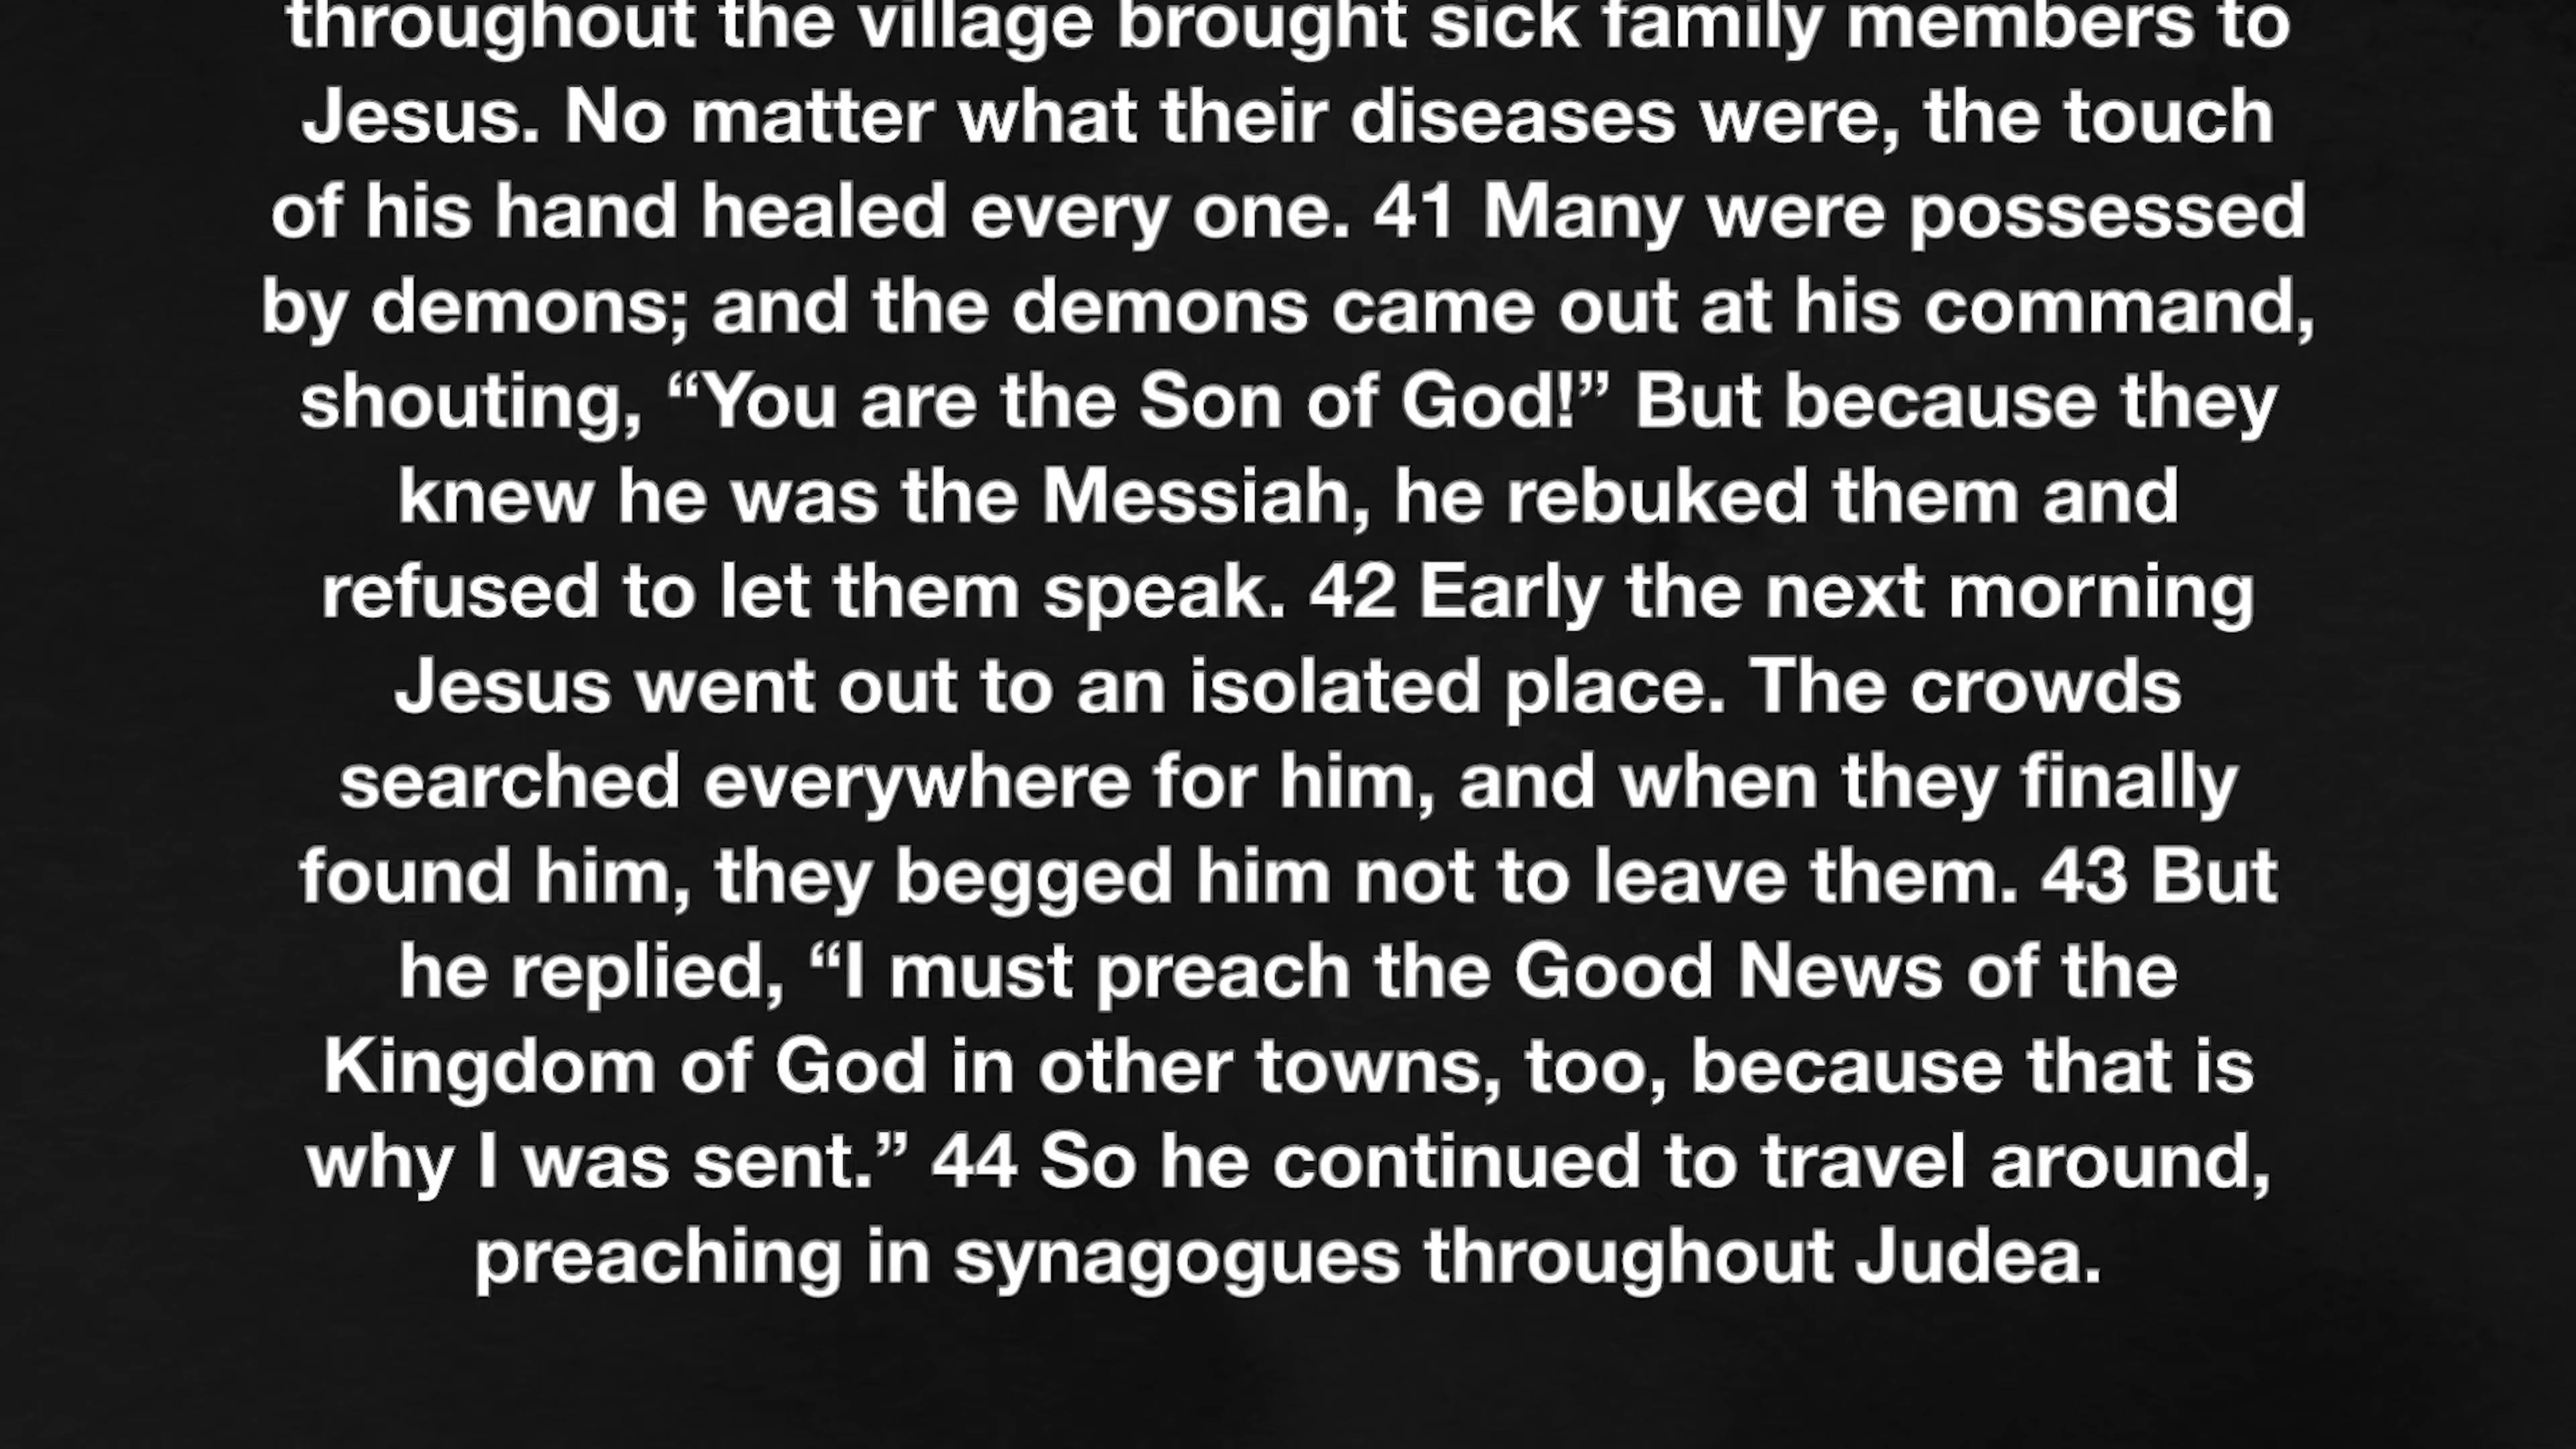 throughout the village brought sick family members to
Jesus. No matter what their diseases were, the touch
of his hand healed every one. 41 Many were possessed
by demons; and the demons came out at his command,
shouting, “You are the Son of God!” But because they
knew he was the Messiah, he rebuked them and
refused to let them speak. 42 Early the next morning
Jesus went out to an isolated place. The crowds
searched everywhere for him, and when they finally
found him, they begged him not to leave them. 43 But
he replied, “I must preach the Good News of the
Kingdom of God in other towns, too, because that is
why I was sent.” 44 So he continued to travel around,
preaching in synagogues throughout Judea.